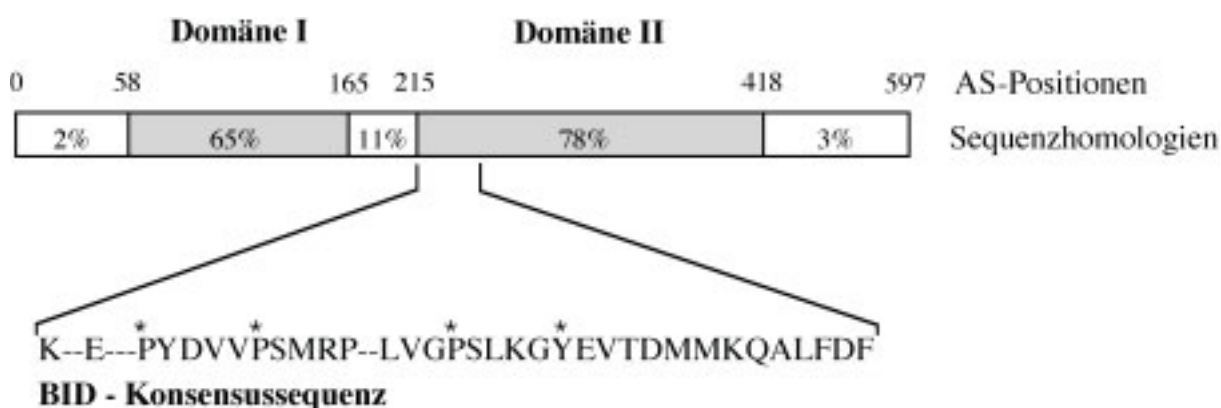 Domäne I Domäne II
0 58 165 215 418 597 AS-Positionen
2% 65% 11% 78% 3% Sequenzhomologien
* * * *
K--E---PYDVVPSMRP--LVGPSLKGYEVTDMMKQALFDF
BID - Konsensussequenz